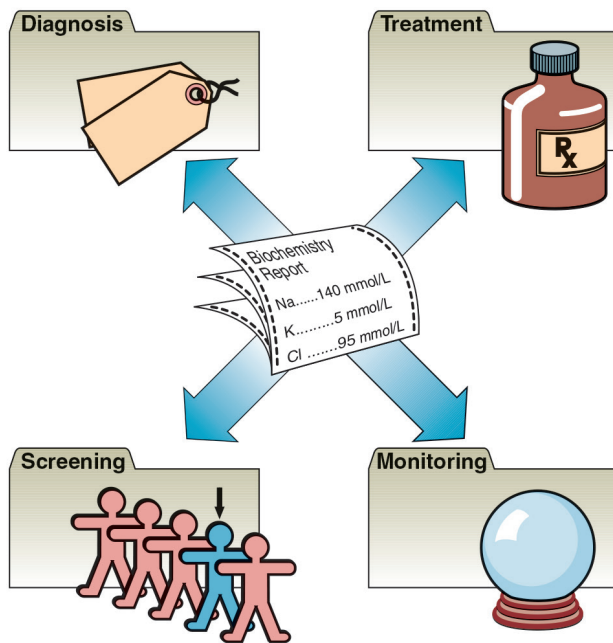 Diagnosis
Treatment
Rx
Biochemistry
Report
Na......140 mmol/L
K.........5 mmol/L
Cl .......95 mmol/L
Screening
Monitoring